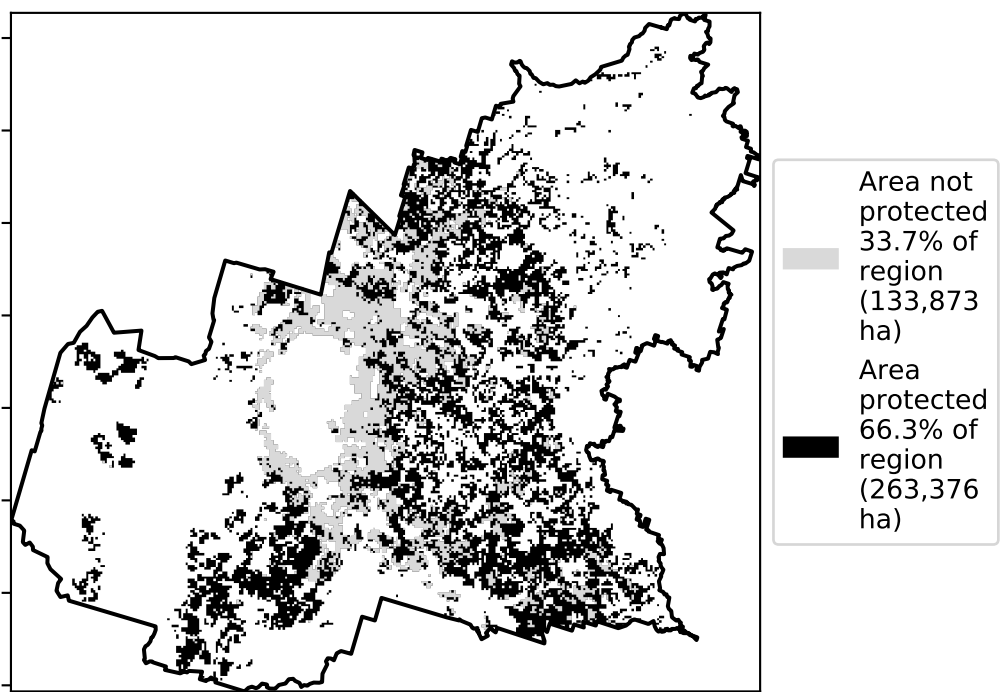 Area not
protected
33.7% of
region
(133,873
ha)
Area
protected
66.3% of
region
(263,376
ha)